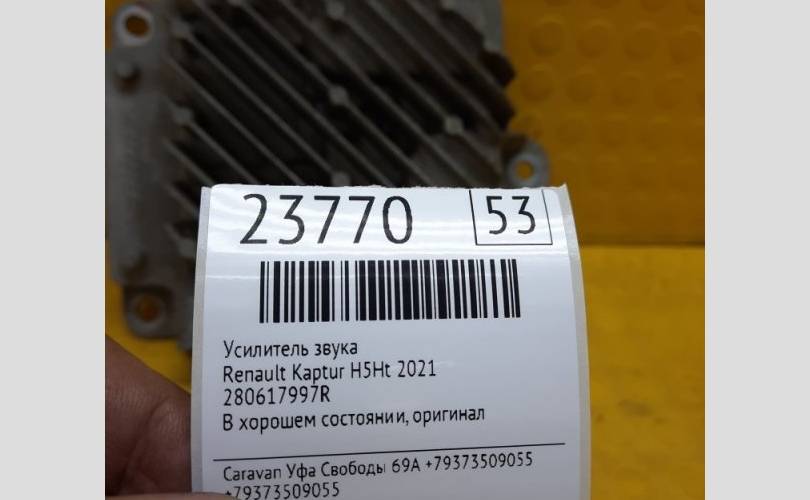 23770 53
Усилитель звука
Renault Kaptur H5Ht 2021
280617997R
В хорошем состоянии, оригинал
Caravan Уфа Свободы 69А +79373509055
+79373509055